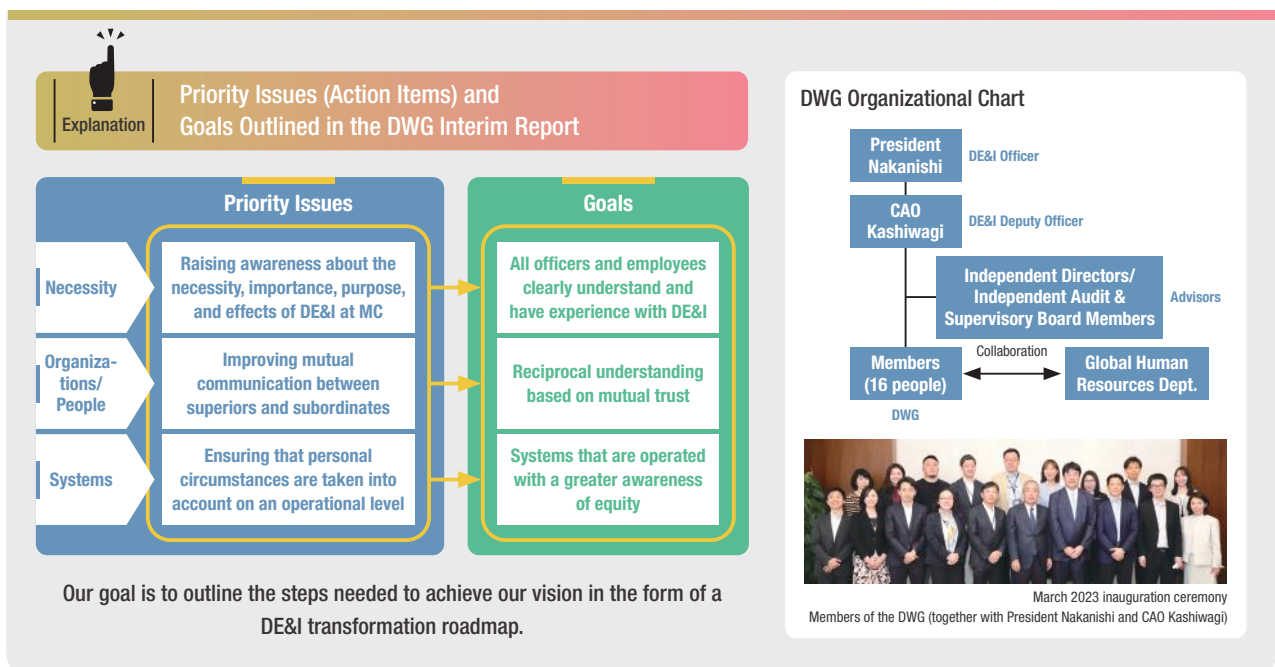 Explanation
Priority Issues (Action Items) and
Goals Outlined in the DWG Interim Report
Priority Issues
Goals
Necessity
Raising awareness about the
necessity, importance, purpose,
and effects of DE&I at MC
All officers and employees
clearly understand and
have experience with DE&I
Organiza-
tions/
People
Improving mutual
communication between
superiors and subordinates
Reciprocal understanding
based on mutual trust
Systems
Ensuring that personal
circumstances are taken into
account on an operational level
Systems that are operated
with a greater awareness
of equity
Our goal is to outline the steps needed to achieve our vision in the form of a
DE&I transformation roadmap.
DWG Organizational Chart
President
Nakanishi
DE&I Officer
CAO
Kashiwagi
DE&I Deputy Officer
Independent Directors/
Independent Audit &
Supervisory Board Members
Advisors
Members
(16 people)
DWG
Collaboration
Global Human
Resources Dept.
March 2023 inauguration ceremony
Members of the DWG (together with President Nakanishi and CAO Kashiwagi)